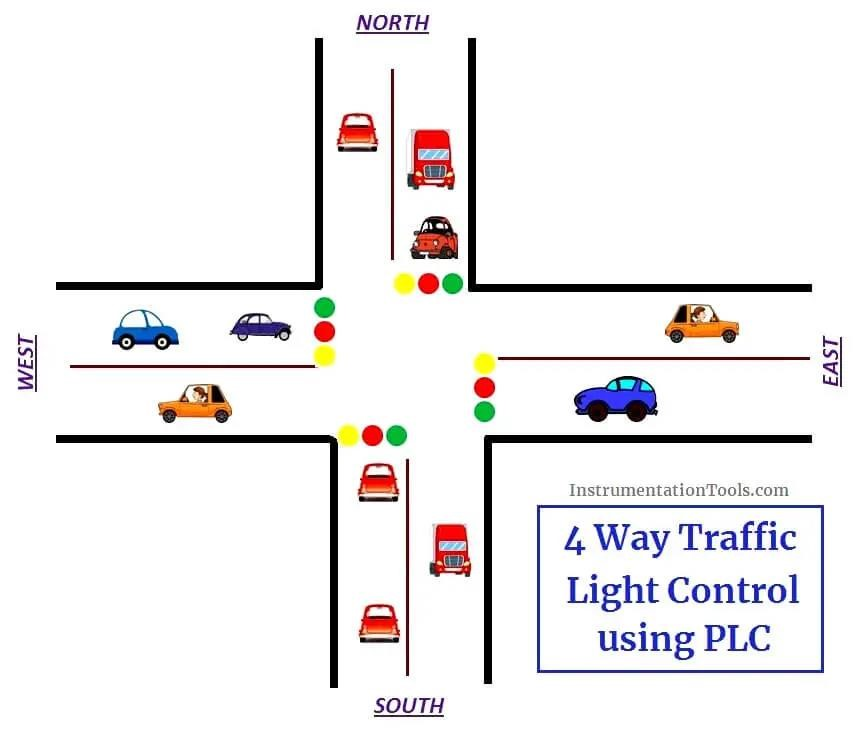 NORTH
WEST
EAST
InstrumentationTools.com
4 Way Traffic
Light Control
using PLC
SOUTH